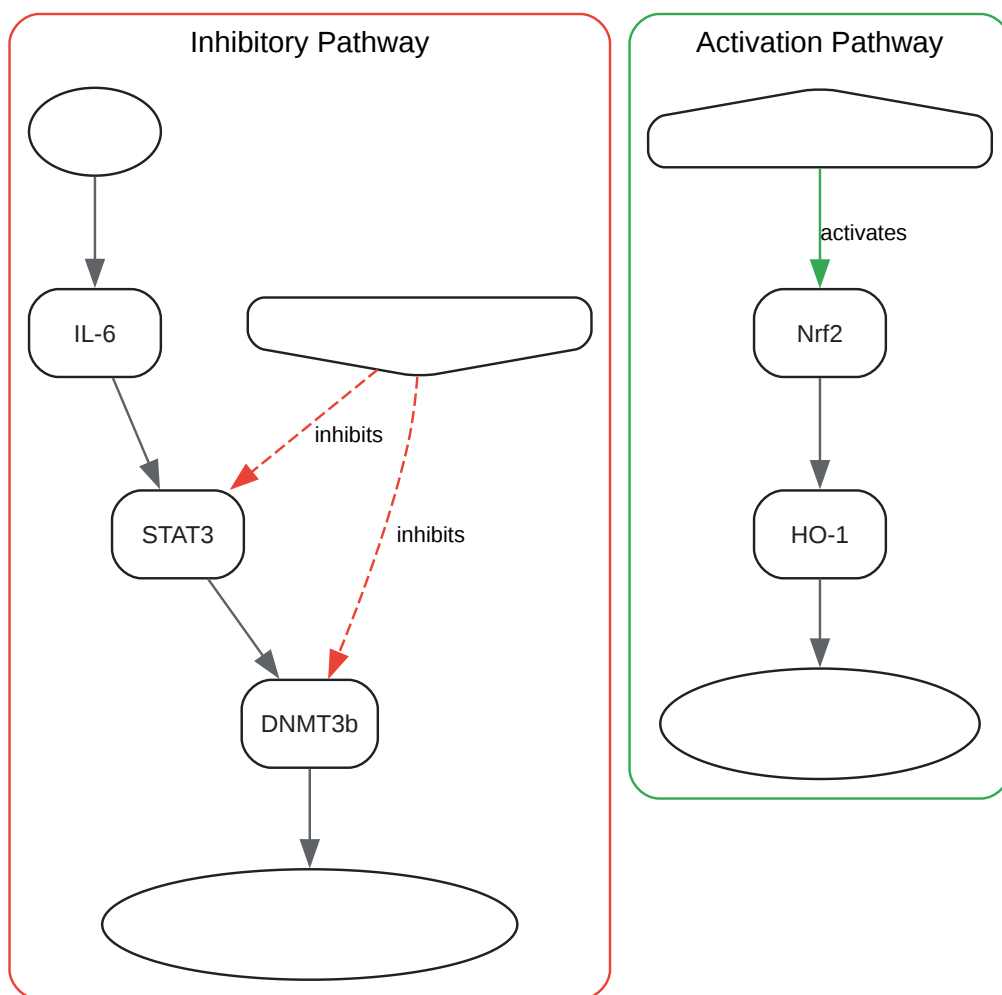 Inhibitory Pathway
IL-6
inhibits
STAT3
inhibits
DNMT3b
Activation Pathway
activates
Nrf2
HO-1